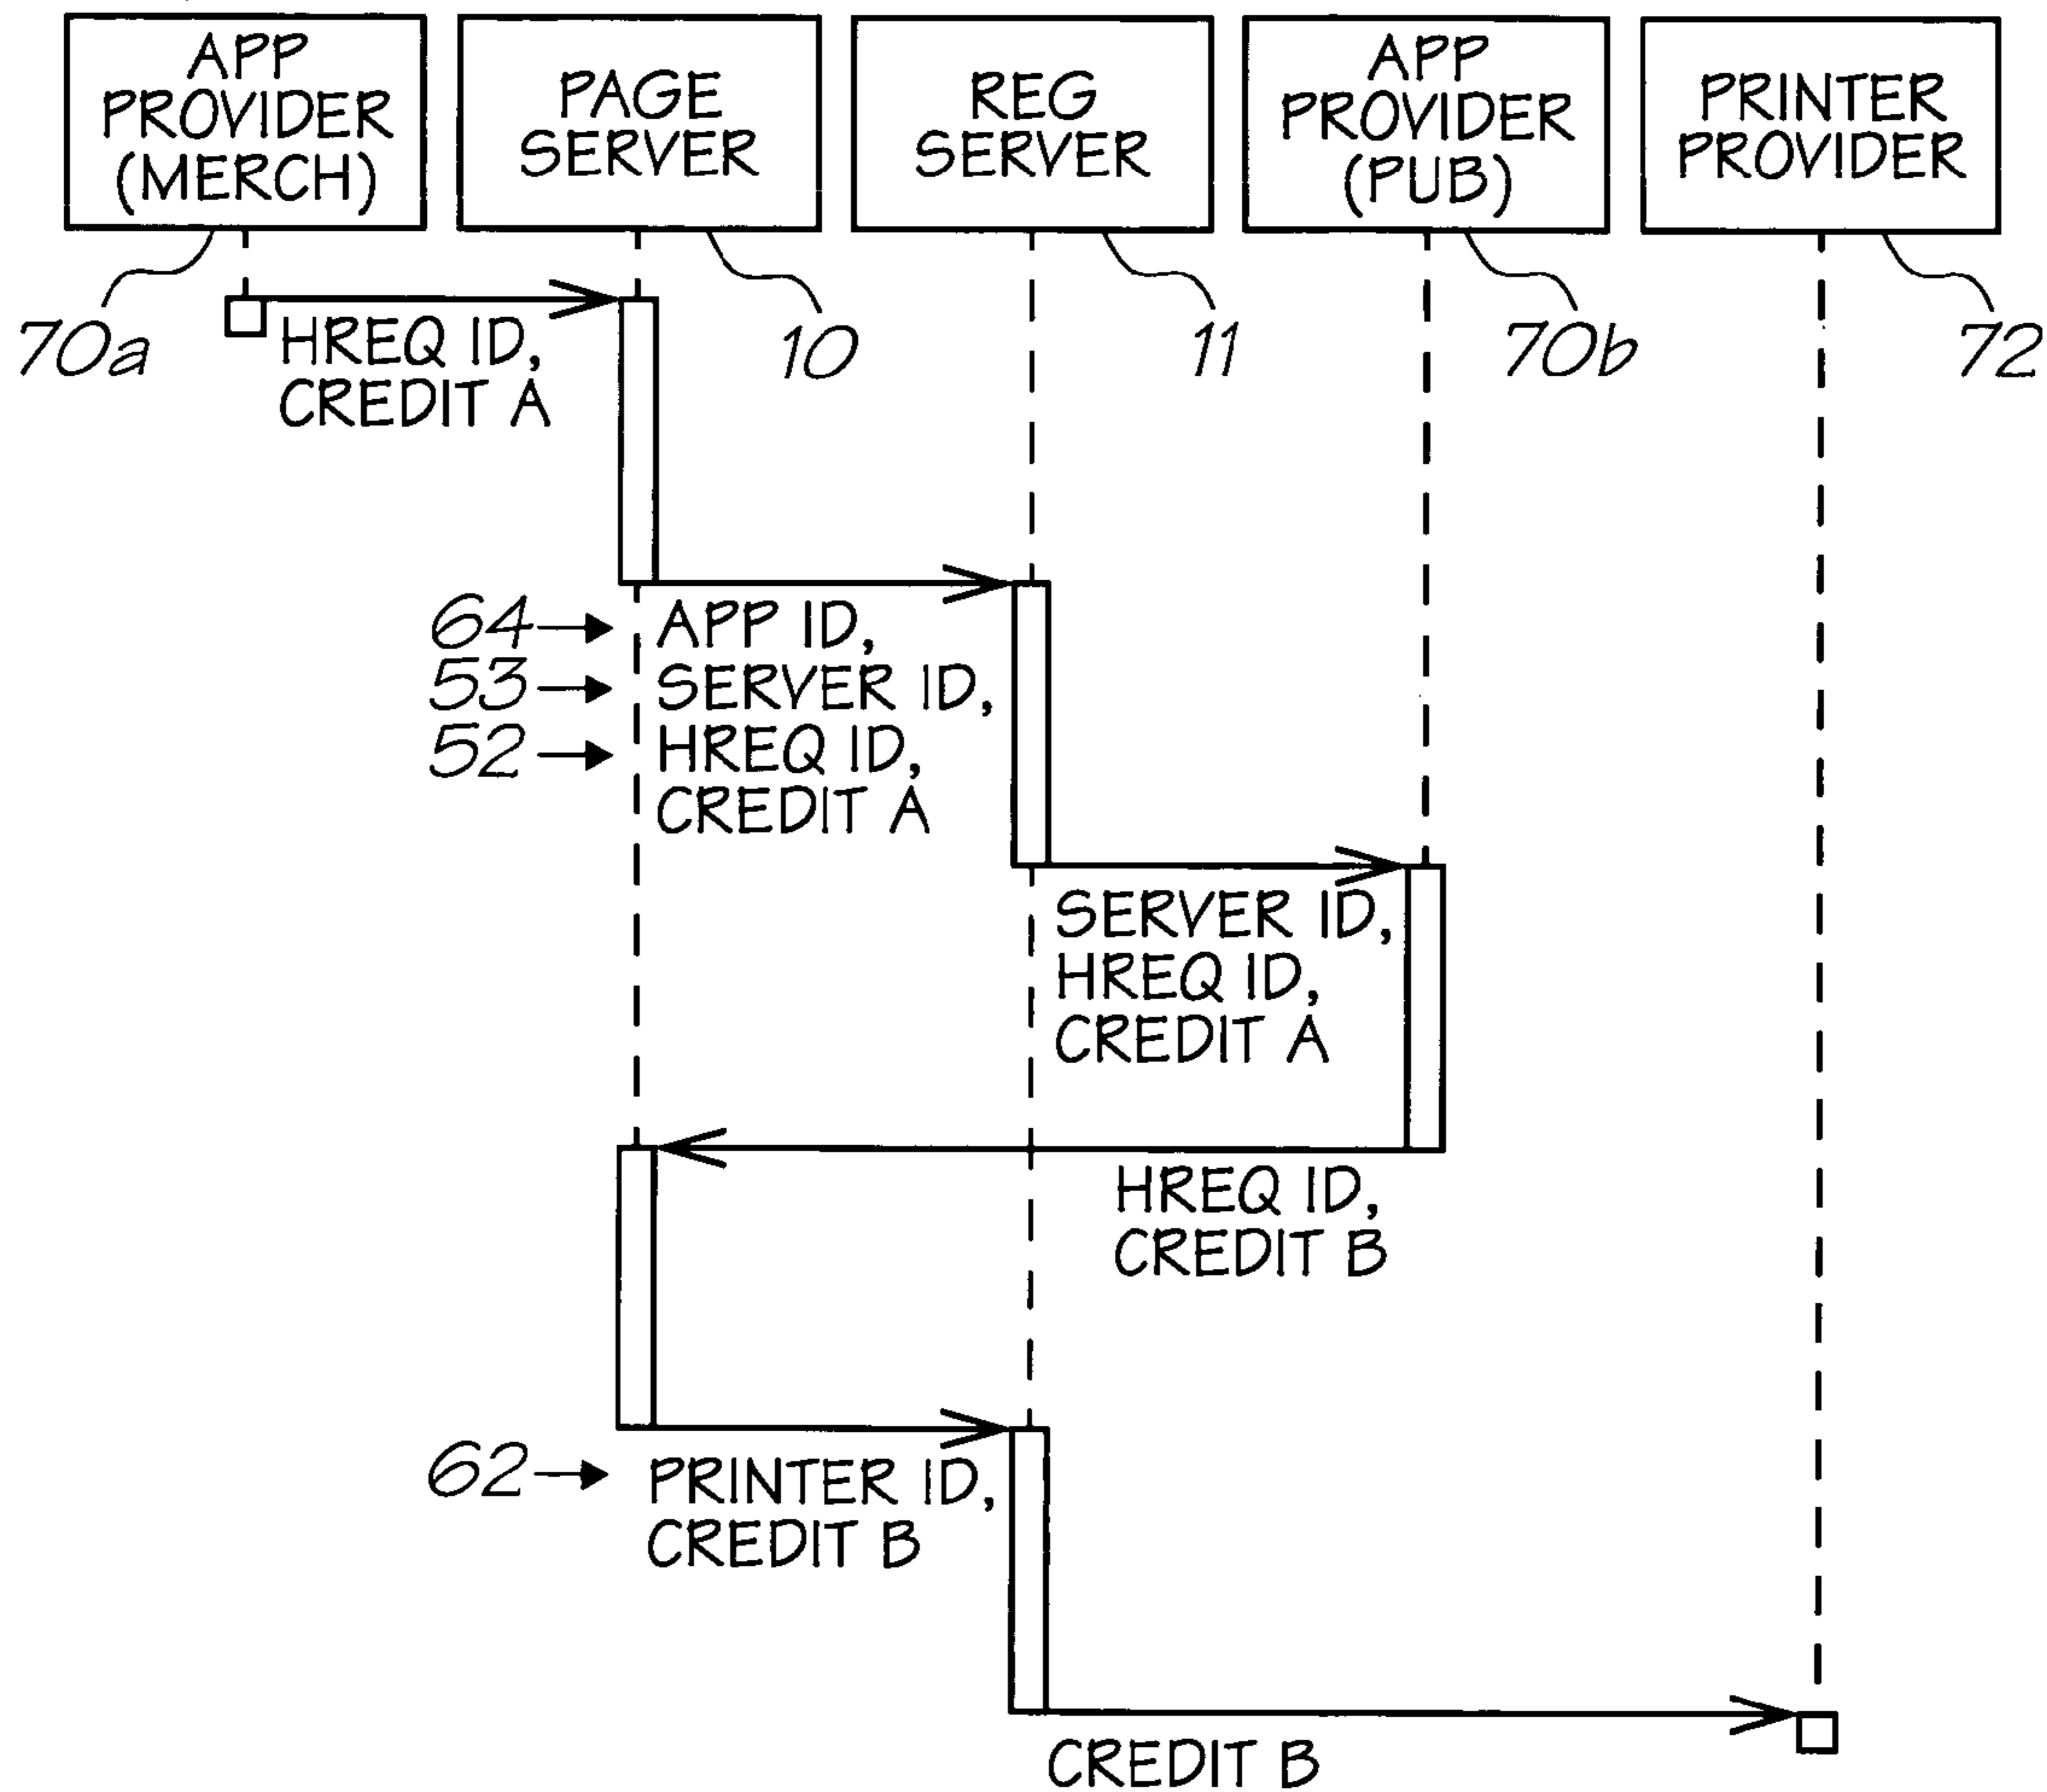 APP
PROVIDER
(MERCH)
PAGE
SERVER
REG
SERVER
APP
PROVIDER
(PUB)
PRINTER
PROVIDER
70a
10
11
70b
72
HREQ ID,
CREDIT A
64
APP ID,
53
SERVER ID,
52
HREQ ID,
CREDIT A
SERVER ID,
HREQ ID,
CREDIT A
HREQ ID,
CREDIT B
62
PRINTER ID,
CREDIT B
CREDIT B